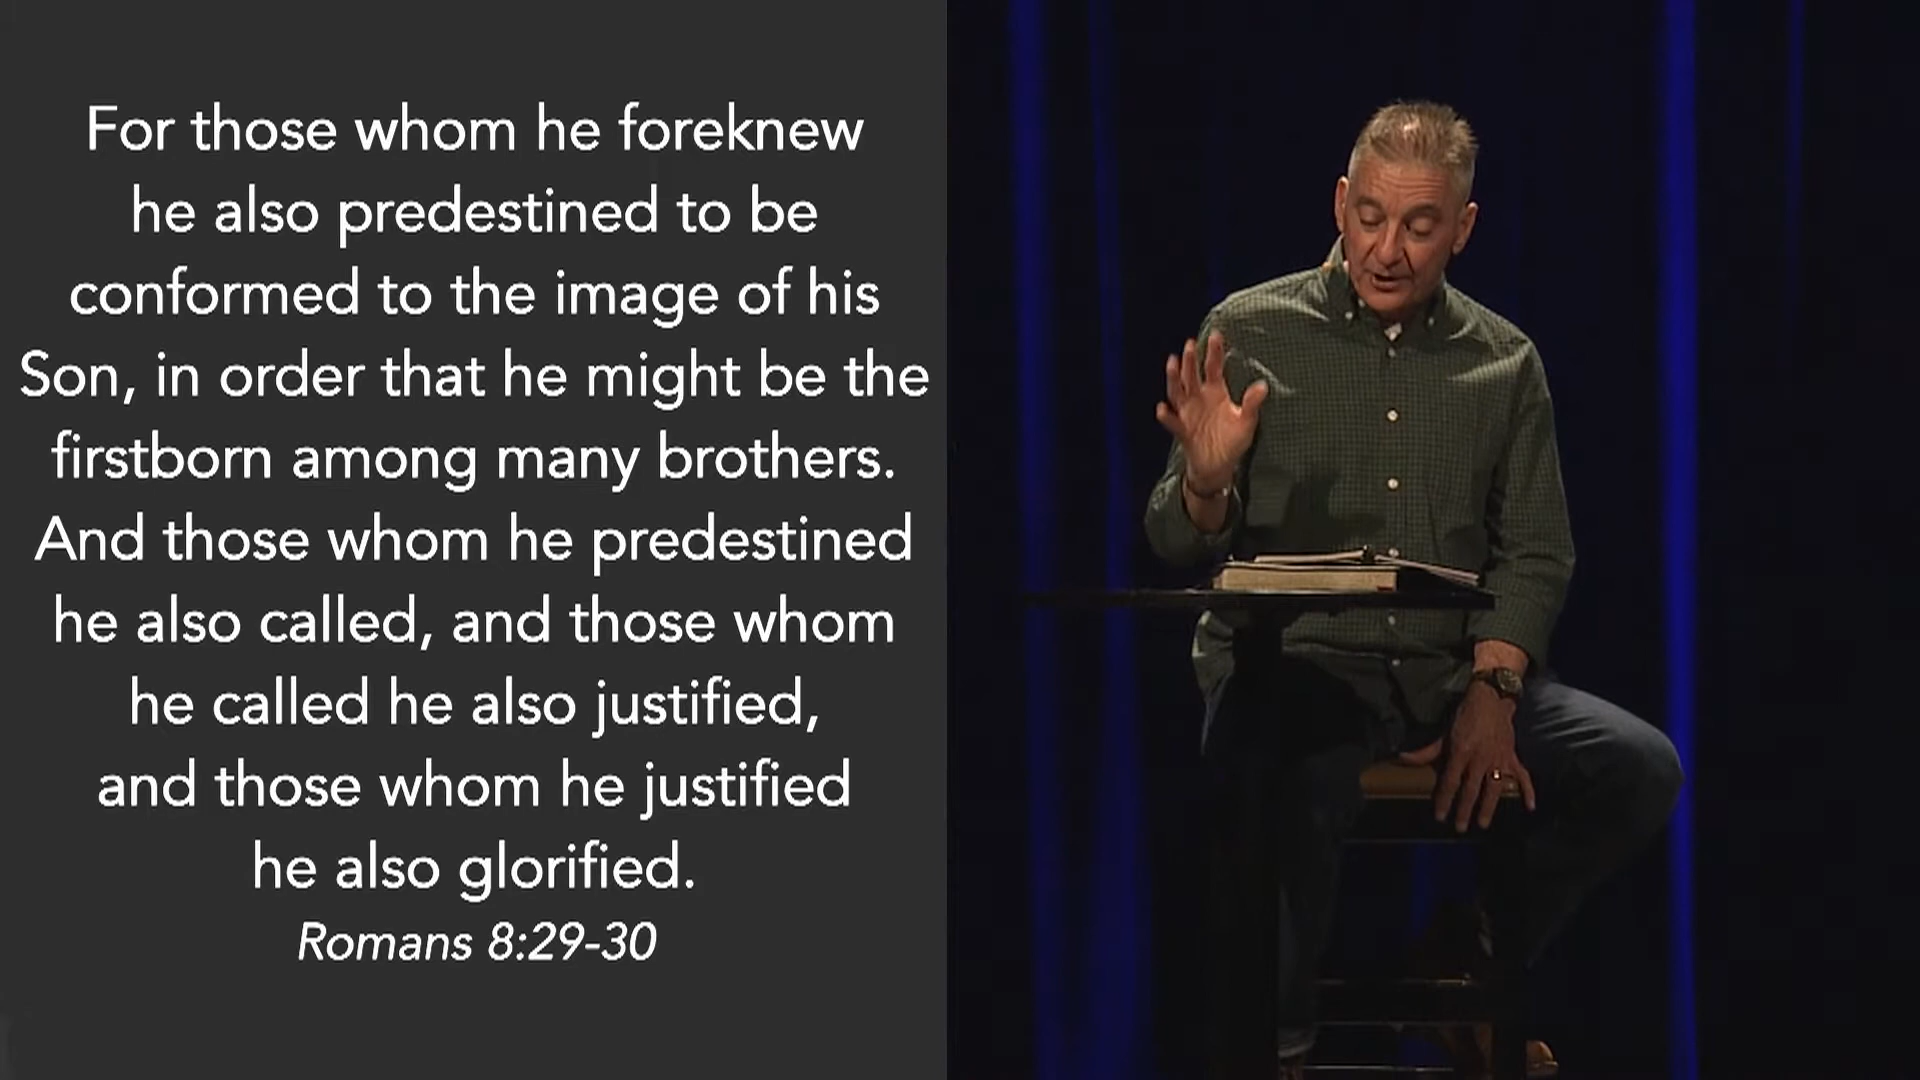 For those whom he foreknew
he also predestined to be
conformed to the image of his
Son, in order that he might be the
firstborn among many brothers.
And those whom he predestined
he also called, and those whom
he called he also justified,
and those whom he justified
he also glorified.
Romans 8:29-30